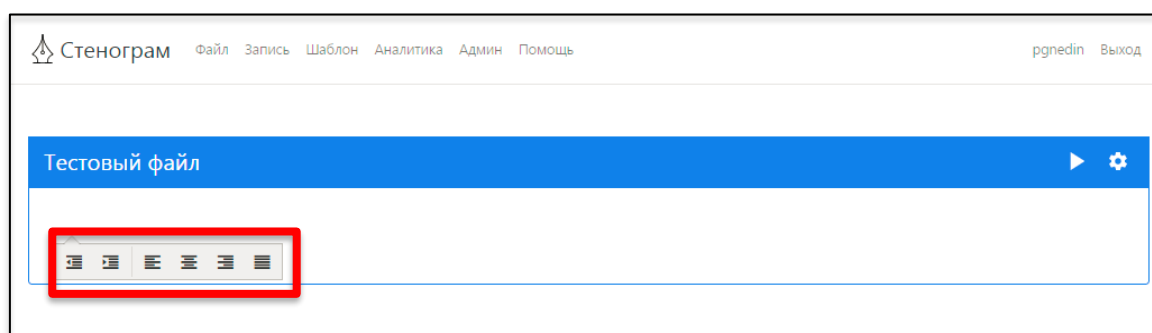 Стенограм Файл Запись Шаблон Аналитика Админ Помощь pgnedin Выход
Тестовый файл